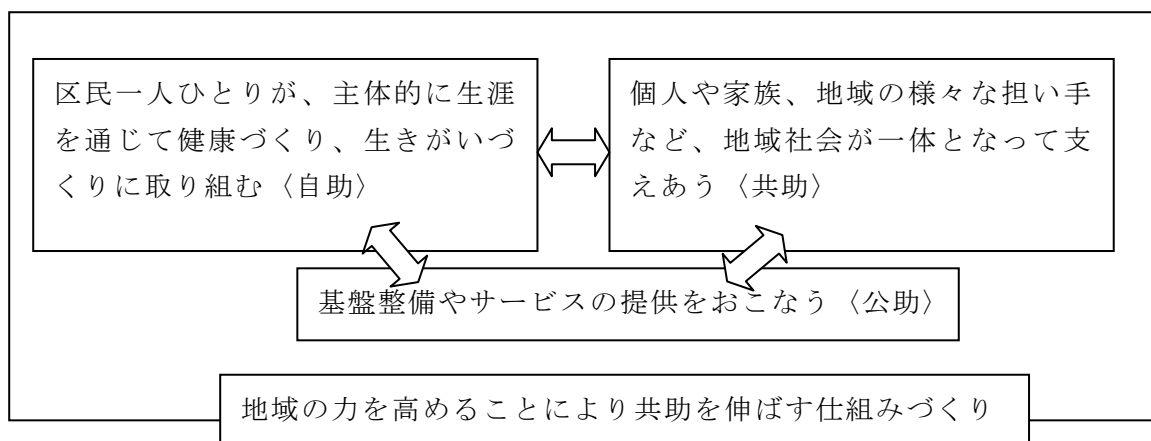 区民一人ひとりが、主体的に生涯
を通じて健康づくり、生きがいづ
くりに取り組む〈自助〉
個人や家族、地域の様々な担い手
など、地域社会が一体となって支
えあう〈共助〉
基盤整備やサービスの提供をおこなう〈公助〉
地域の力を高めることにより共助を伸ばす仕組みづくり